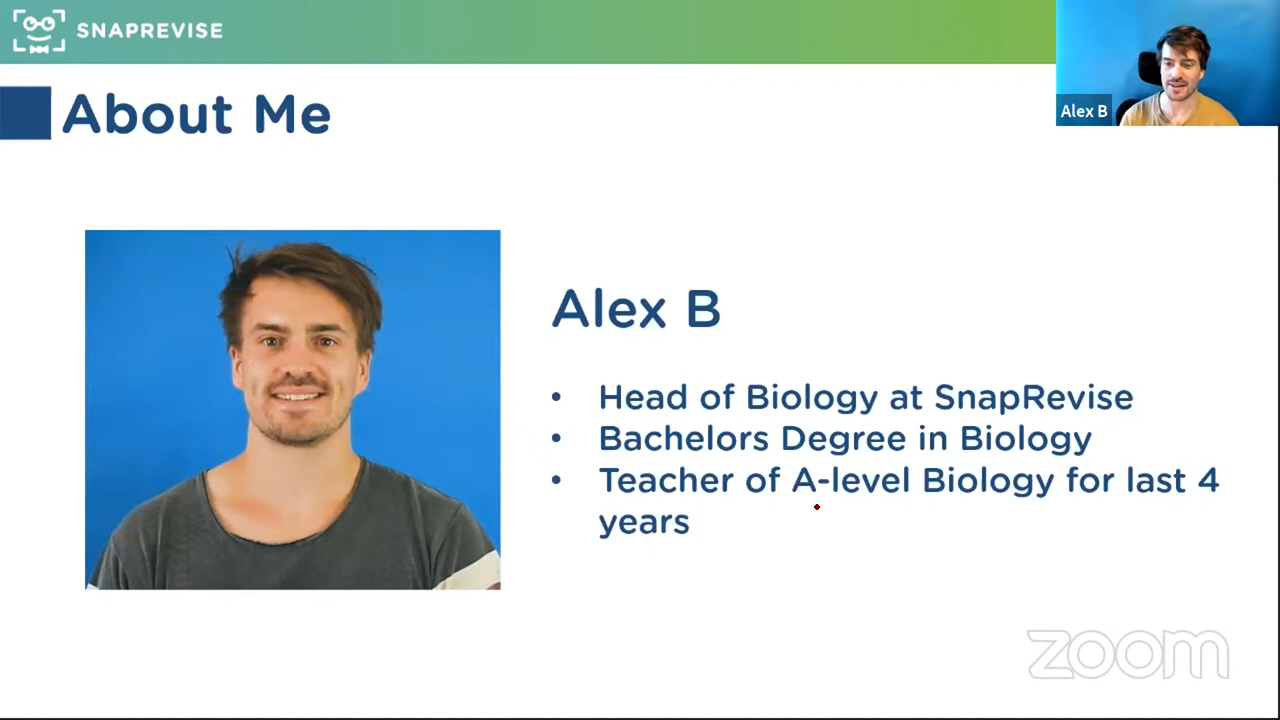 SNAPREVISE
Alex B
About Me
Alex B
• Head of Biology at SnapRevise
• Bachelors Degree in Biology
• Teacher of A-level Biology for last 4
years
zoom